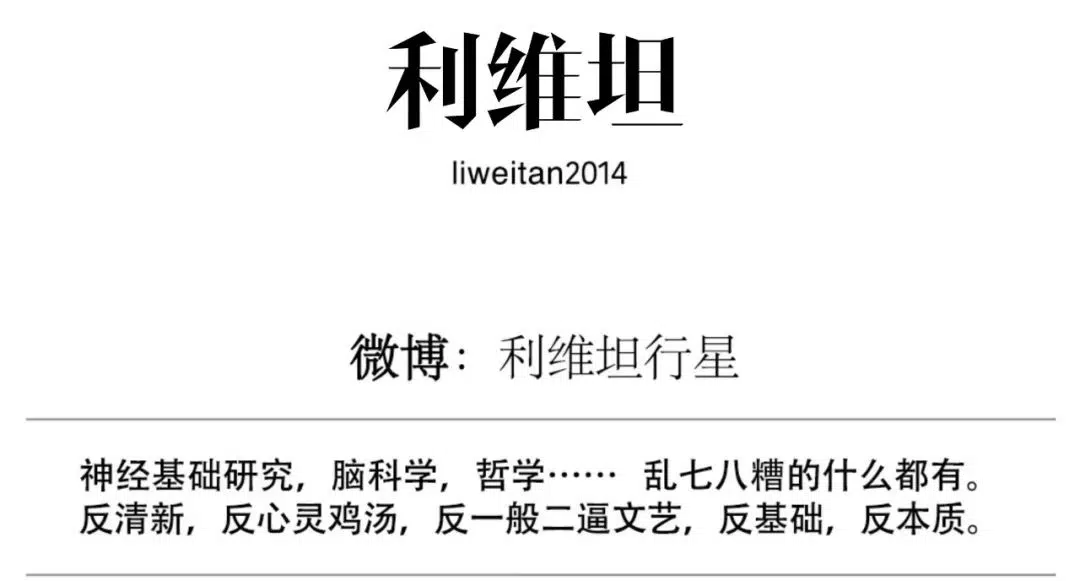 利维坦
liweitan2014
微博：利维坦行星
神经基础研究，脑科学，哲学…… 乱七八糟的什么都有。
反清新，反心灵鸡汤，反一般二逼文艺，反基础，反本质。